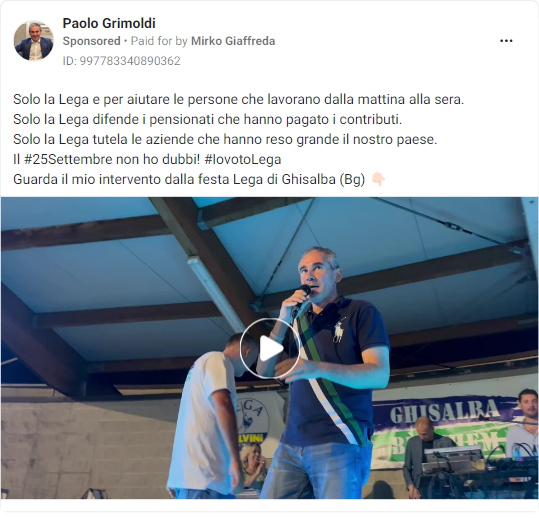 Paolo Grimoldi
Sponsored • Paid for by Mirko Giaffreda
ID: 997783340890362
Solo la Lega e per aiutare le persone che lavorano dalla mattina alla sera.
Solo la Lega difende i pensionati che hanno pagato i contributi.
Solo la Lega tutela le aziende che hanno reso grande il nostro paese.
Il #25Settembre non ho dubbi! #IovotoLega
Guarda il mio intervento dalla festa Lega di Ghisalba (Bg) 👇🏻
GHISALBA